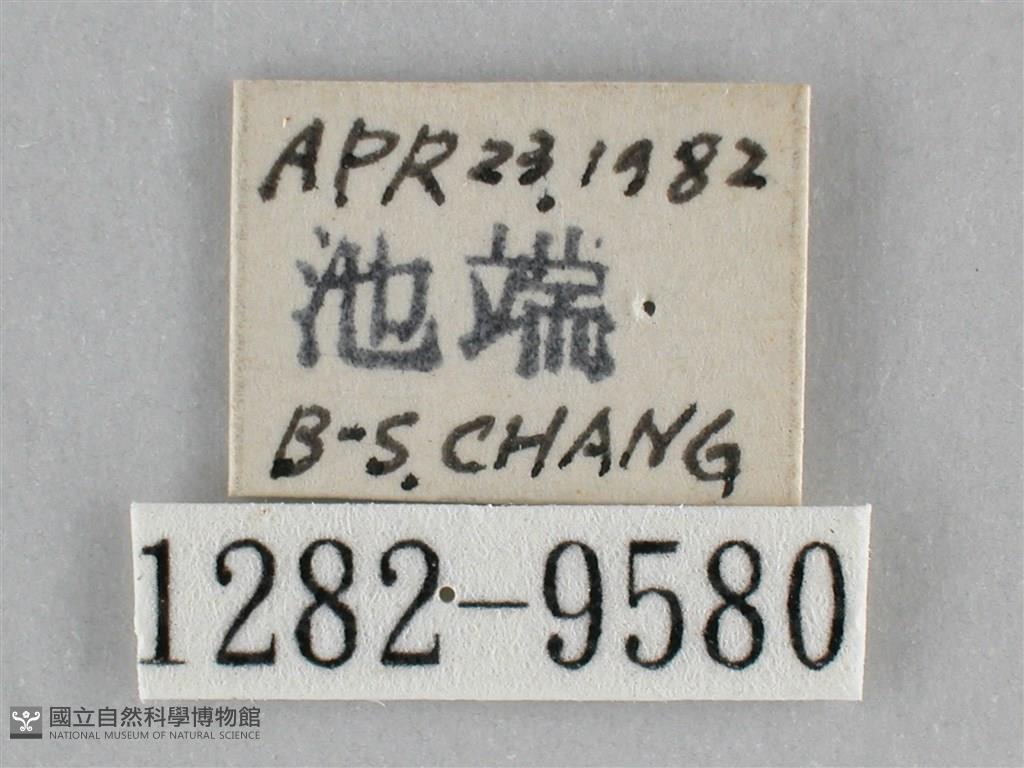 APR 23. 1982
池端
B-S. CHANG
1282-9580
國立自然科學博物館
NATIONAL MUSEUM OF NATURAL SCIENCE